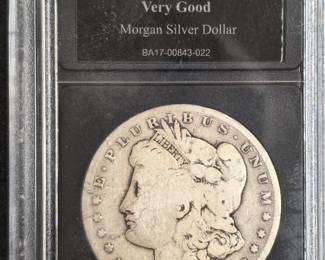 Very Good
Morgan Silver Dollar
BA17-00843-022
E·PLURIBUS·UNUM
LIBERTY